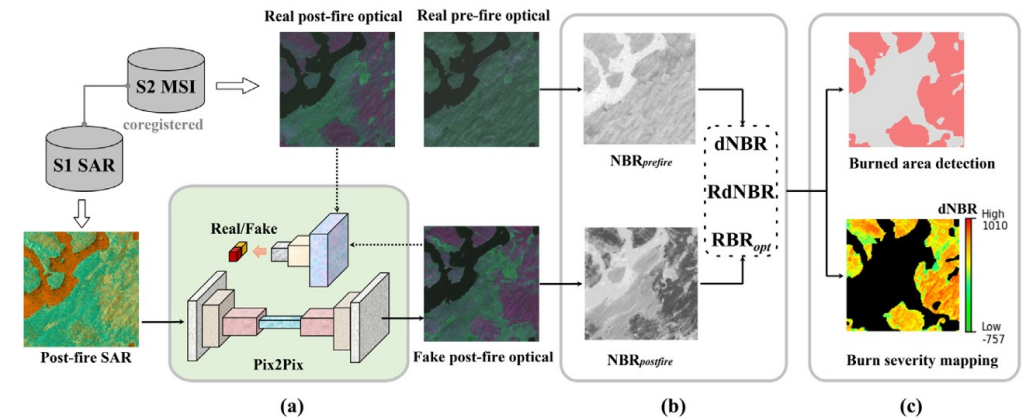 Real post-fire optical
Real pre-fire optical
S2 MSI
coregistered
S1 SAR
Post-fire SAR
Real/Fake
Pix2Pix
Fake post-fire optical
(a)
NBRprefire
dNBR
RdNBR
RBRopt
NBRpostfire
(b)
Burned area detection
dNBR
High
1010
Low
-757
Burn severity mapping
(c)